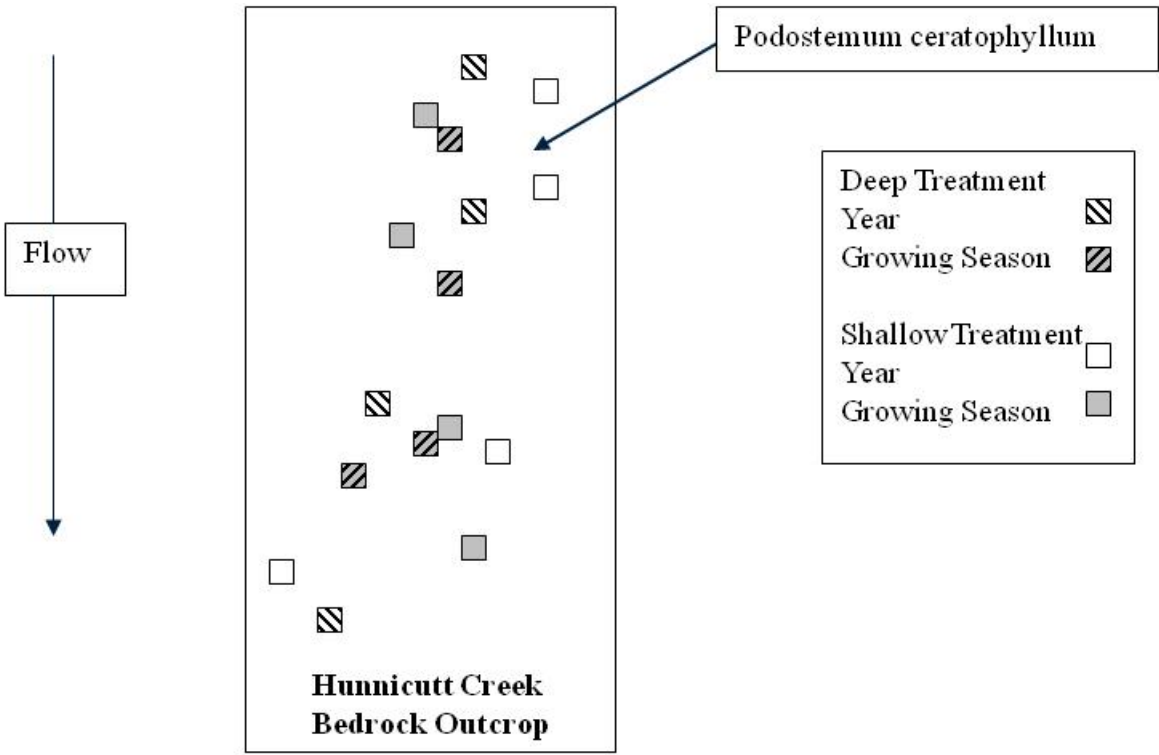 Podostemum ceratophyllum
Flow
Deep Treatment
Year
Growing Season
Shallow Treatment
Year
Growing Season
Hunnicutt Creek
Bedrock Outcrop